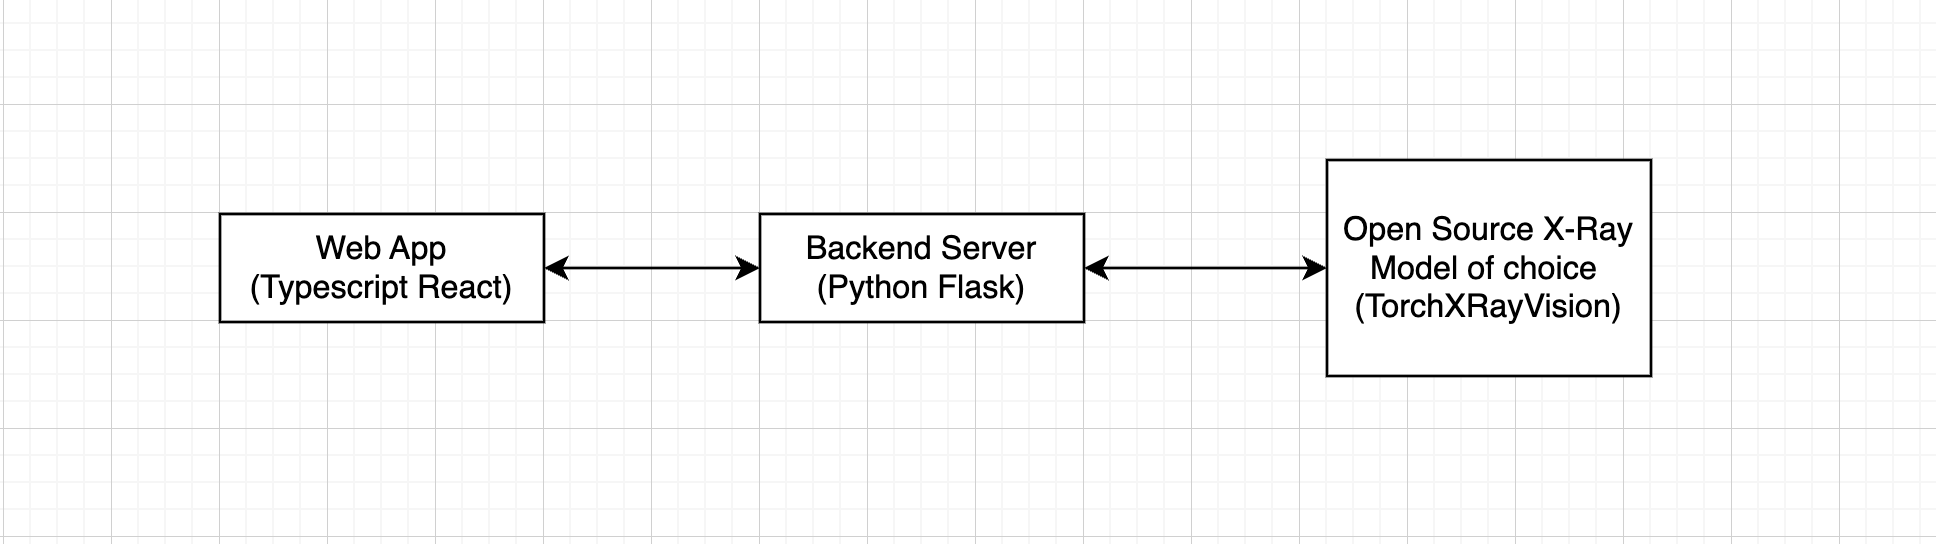 Web App
(Typescript React)
Backend Server
(Python Flask)
Open Source X-Ray
Model of choice
(TorchXRayVision)